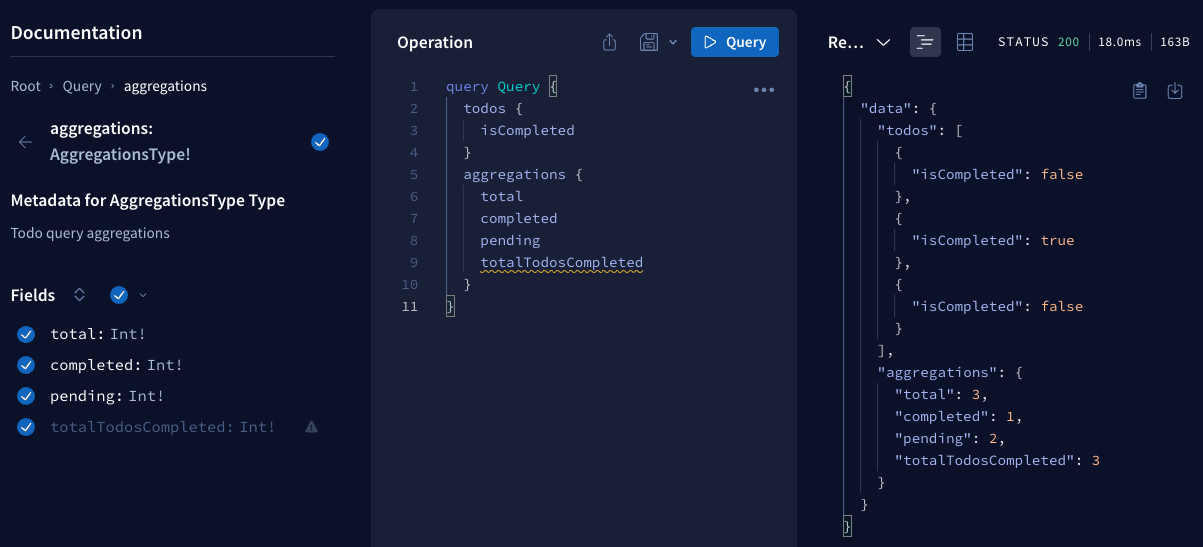 Documentation
Root › Query › aggregations
aggregations:
AggregationsType!
Metadata for AggregationsType Type
Todo query aggregations
Fields
total: Int!
completed: Int!
pending: Int!
totalTodosCompleted: Int!
Operation
Query
1 query Query {
2 todos {
3 isCompleted
4 }
5 aggregations {
6 total
7 completed
8 pending
9 totalTodosCompleted
10 }
11 }
Re... STATUS 200 18.0ms 163B
{
"data": {
"todos": [
{
"isCompleted": false
},
{
"isCompleted": true
},
{
"isCompleted": false
}
],
"aggregations": {
"total": 3,
"completed": 1,
"pending": 2,
"totalTodosCompleted": 3
}
}
}